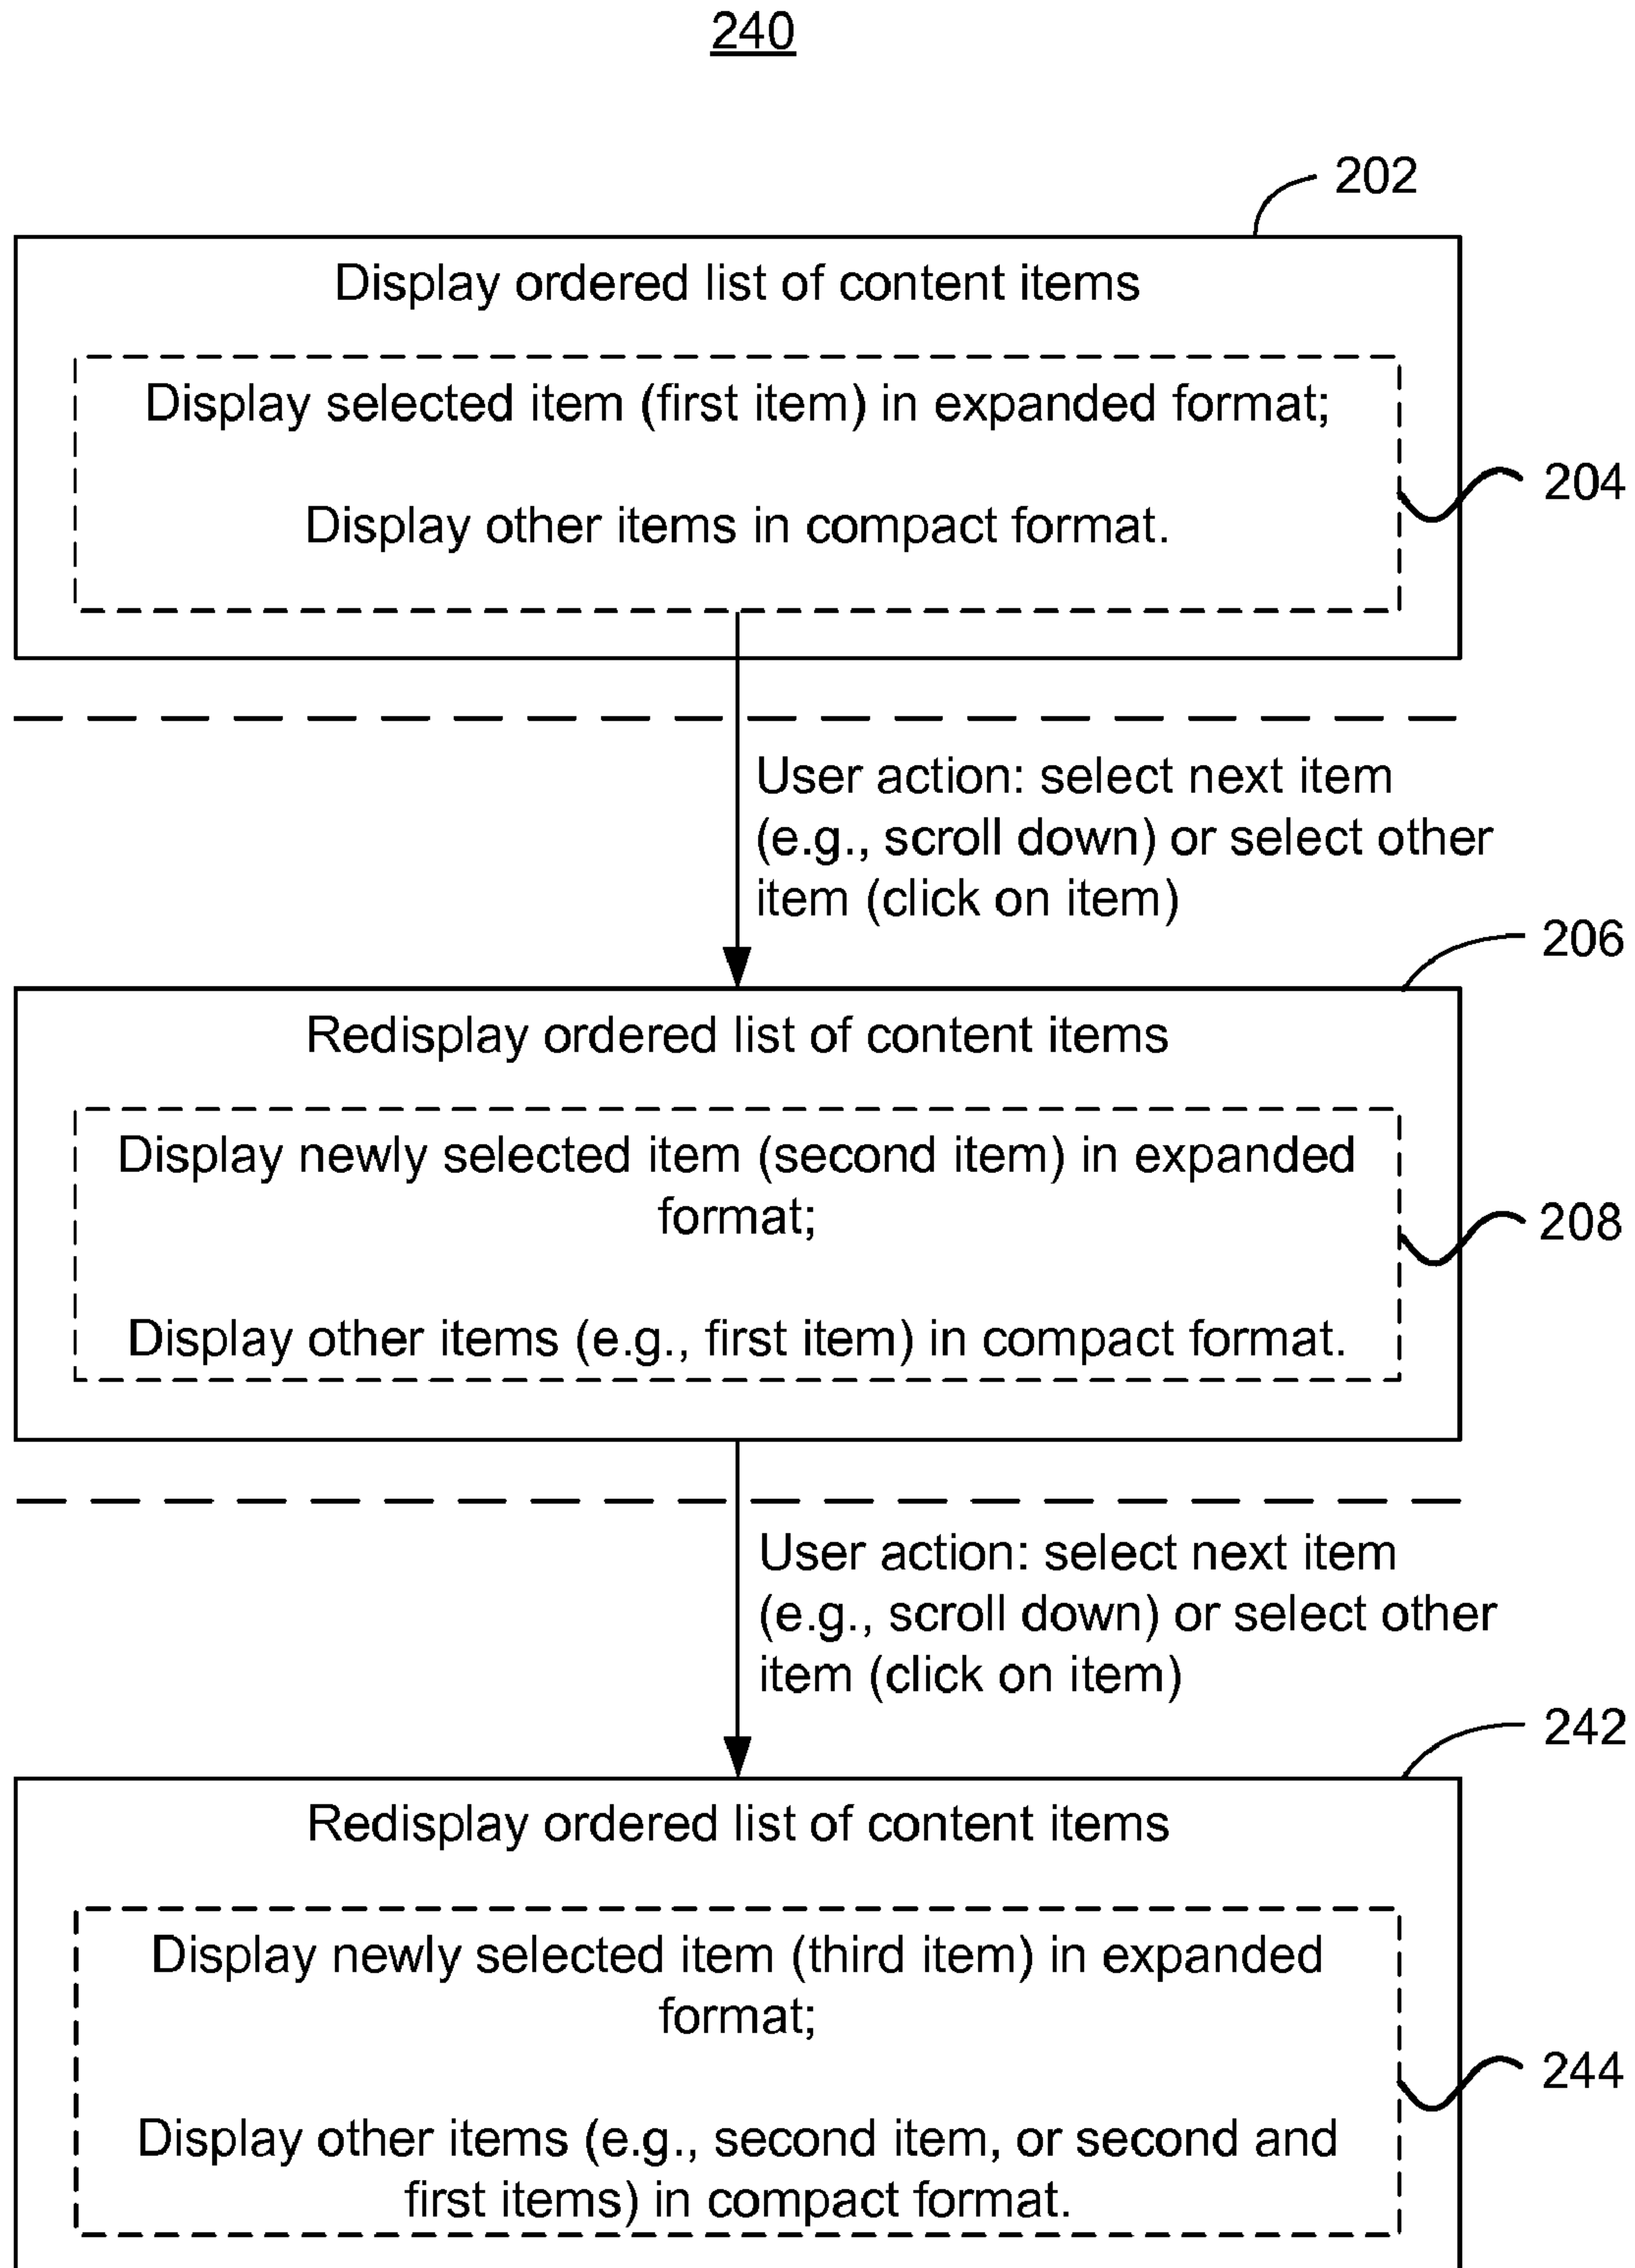 240
202
Display ordered list of content items
Display selected item (first item) in expanded format;
204
Display other items in compact format.
User action: select next item
(e.g., scroll down) or select other
item (click on item)
206
Redisplay ordered list of content items
Display newly selected item (second item) in expanded
format;
208
Display other items (e.g., first item) in compact format.
User action: select next item
(e.g., scroll down) or select other
item (click on item)
242
Redisplay ordered list of content items
Display newly selected item (third item) in expanded
format;
244
Display other items (e.g., second item, or second and
first items) in compact format.